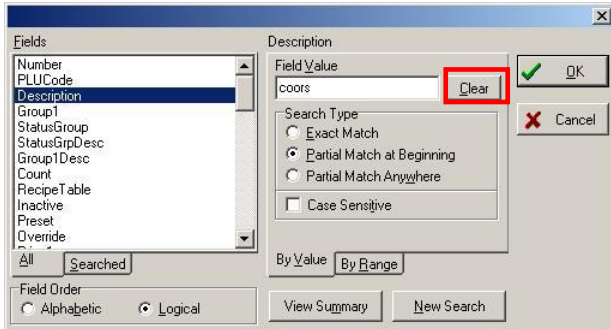 Fields
Number
PLUCode
Description
Group1
StatusGroup
StatusGrpDesc
Group1Desc
Count
RecipeTable
Inactive
Preset
Override
All
Searched
Field Order
Alphabetic
Logical
Description
Field Value
coors
Clear
Search Type
Exact Match
Partial Match at Beginning
Partial Match Anywhere
Case Sensitive
By Value
By Range
View Summary
New Search
OK
Cancel